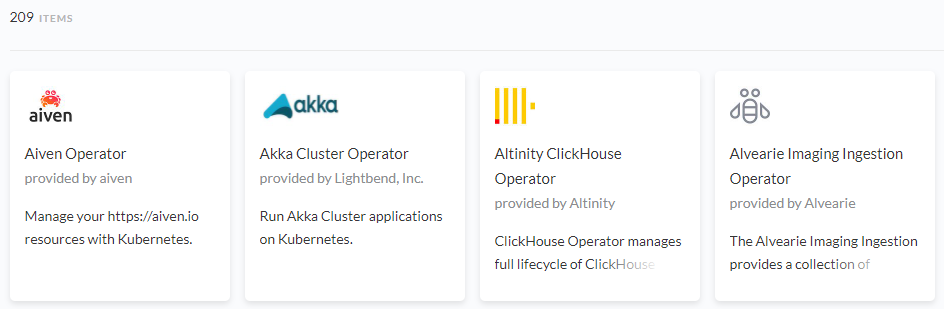 209 ITEMS
aiven
akka
Aiven Operator
provided by aiven
Manage your https://aiven.io
resources with Kubernetes.
Akka Cluster Operator
provided by Lightbend, Inc.
Run Akka Cluster applications
on Kubernetes.
Altinity ClickHouse
Operator
provided by Altinity
ClickHouse Operator manages
full lifecycle of ClickHouse
Alvearie Imaging Ingestion
Operator
provided by Alvearie
The Alvearie Imaging Ingestion
provides a collection of